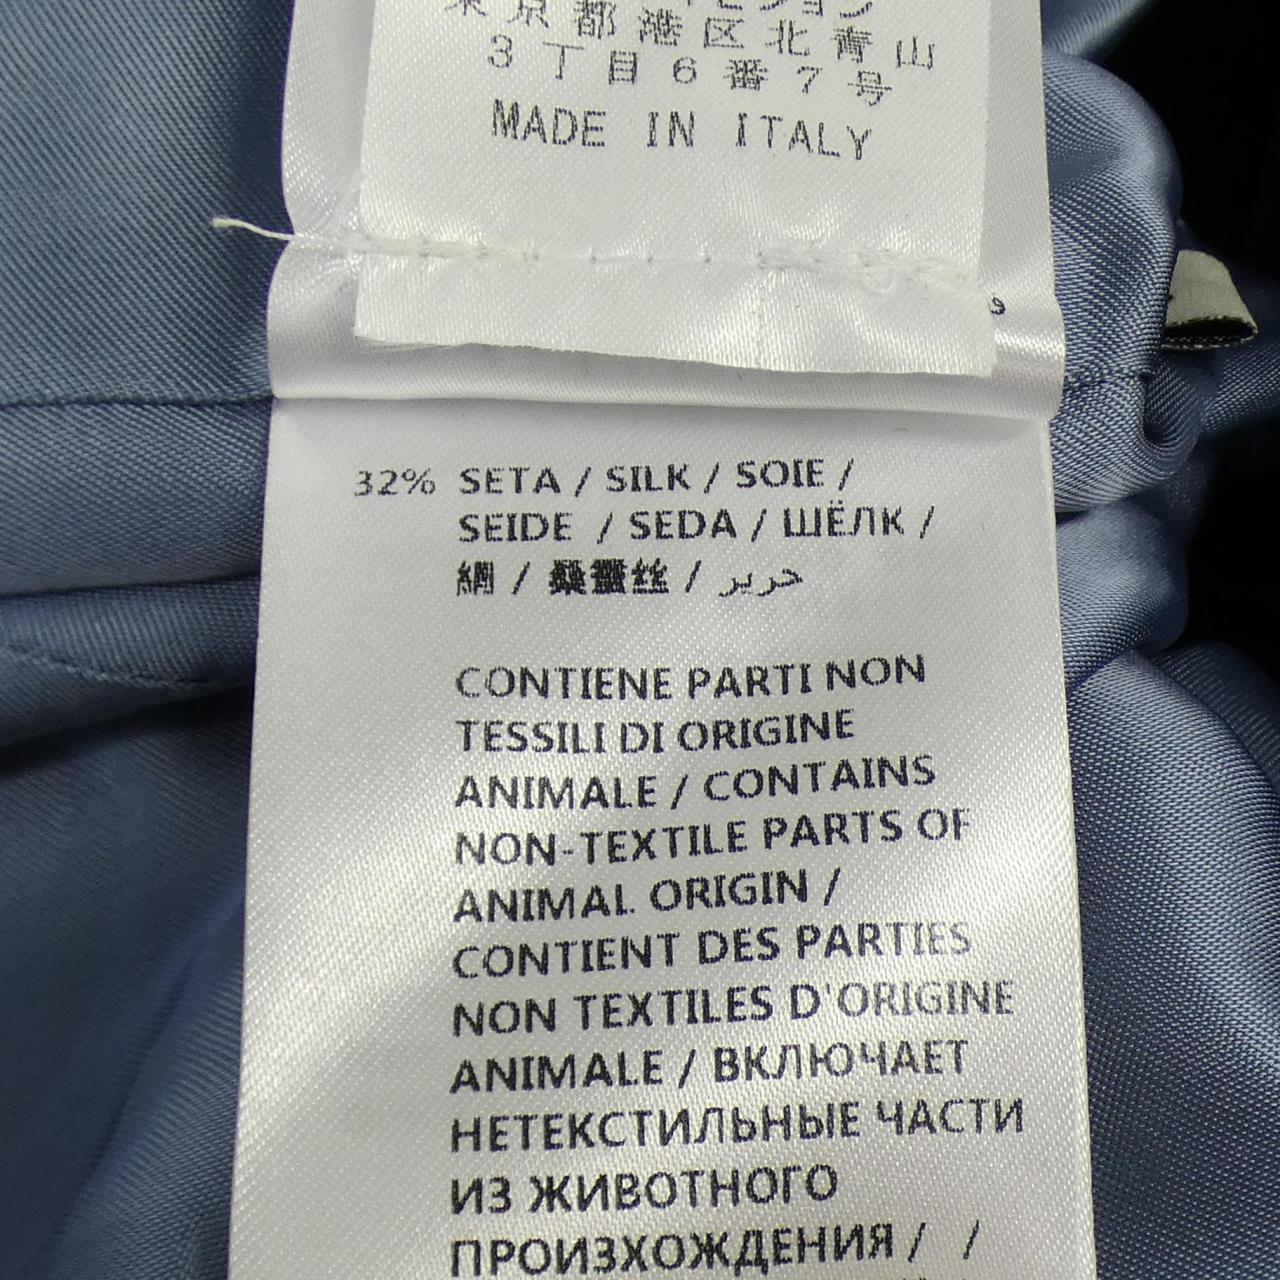 東京都港区北青山
3丁目6番7号
MADE IN ITALY
32% SETA / SILK / SOIE /
SEIDE / SEDA / ШЁЛК /
絹 / 桑蠶丝 / حرير
CONTIENE PARTI NON
TESSILI DI ORIGINE
ANIMALE / CONTAINS
NON-TEXTILE PARTS OF
ANIMAL ORIGIN /
CONTIENT DES PARTIES
NON TEXTILES D'ORIGINE
ANIMALE / ВКЛЮЧАЕТ
НЕТЕКСТИЛЬНЫЕ ЧАСТИ
ИЗ ЖИВОТНОГО
ПРОИЗХОЖДЕНИЯ / /